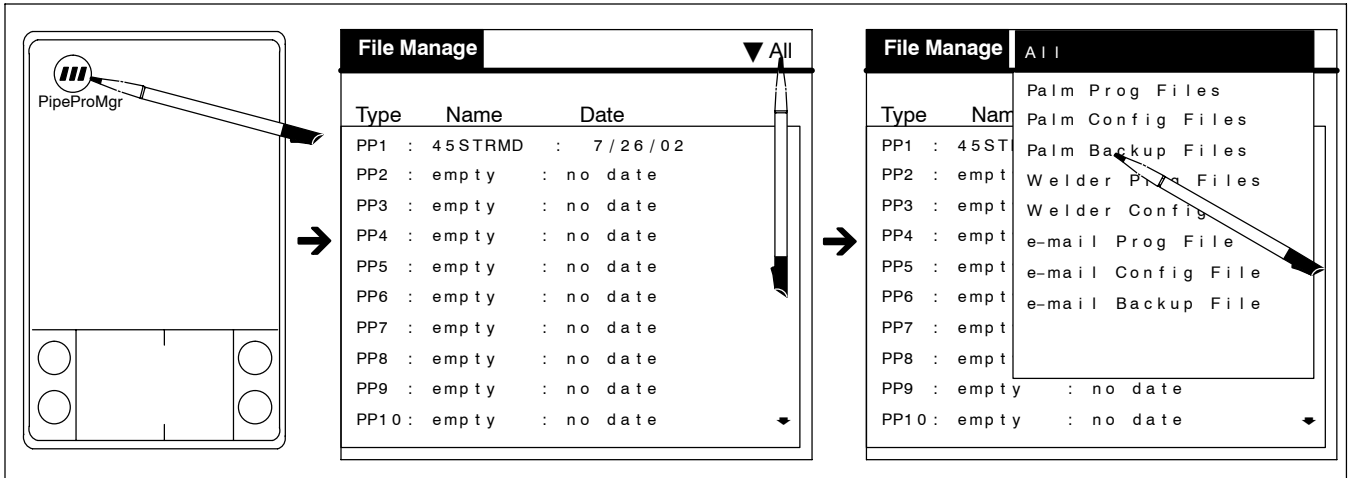 PipeProMgr
File Manage ▼ All
Type Name Date
PP1 : 45STRMD : 7/26/02
PP2 : empty : no date
PP3 : empty : no date
PP4 : empty : no date
PP5 : empty : no date
PP6 : empty : no date
PP7 : empty : no date
PP8 : empty : no date
PP9 : empty : no date
PP10: empty : no date
File Manage All
Type Nam
PP1 : 45ST
PP2 : empt
PP3 : empt
PP4 : empt
PP5 : empt
PP6 : empt
PP7 : empt
PP8 : empt
PP9 : empty : no date
PP10: empty : no date
Palm Prog Files
Palm Config Files
Palm Backup Files
Welder Prog Files
Welder Config
e-mail Prog File
e-mail Config File
e-mail Backup File